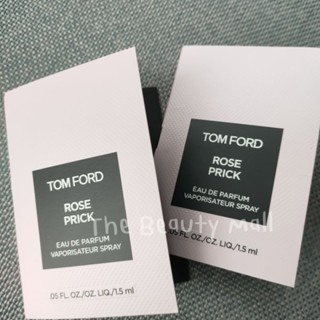 TOM FORD
ROSE
PRICK
EAU DE PARFUM
VAPORISATEUR SPRAY
.05 FL. OZ./OZ. LIQ./1.5 ml
TOM FORD
ROSE
PRICK
EAU DE PARFUM
VAPORISATEUR SPRAY
.05 FL. OZ./OZ. LIQ./1.5 ml
The Beauty Mall